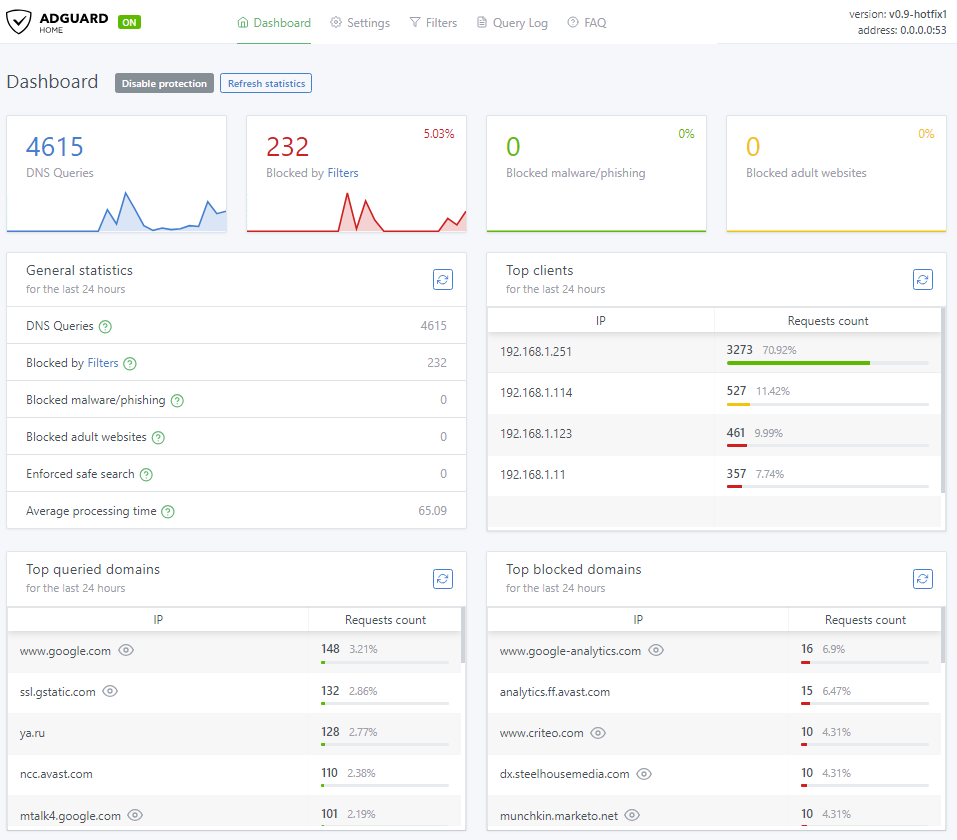 ADGUARD
HOME
ON
Dashboard Settings Filters Query Log FAQ
version: v0.9-hotfix1
address: 0.0.0.0:53
Dashboard Disable protection Refresh statistics
4615
DNS Queries
232 5.03%
Blocked by Filters
0 0%
Blocked malware/phishing
0 0%
Blocked adult websites
General statistics
for the last 24 hours
DNS Queries 4615
Blocked by Filters 232
Blocked malware/phishing 0
Blocked adult websites 0
Enforced safe search 0
Average processing time 65.09
Top clients
for the last 24 hours
IP Requests count
192.168.1.251 3273 70.92%
192.168.1.114 527 11.42%
192.168.1.123 461 9.99%
192.168.1.11 357 7.74%
Top queried domains
for the last 24 hours
IP Requests count
www.google.com 148 3.21%
ssl.gstatic.com 132 2.86%
ya.ru 128 2.77%
ncc.avast.com 110 2.38%
mtalk4.google.com 101 2.19%
Top blocked domains
for the last 24 hours
IP Requests count
www.google-analytics.com 16 6.9%
analytics.ff.avast.com 15 6.47%
www.criteo.com 10 4.31%
dx.steelhousemedia.com 10 4.31%
munchkin.marketo.net 10 4.31%